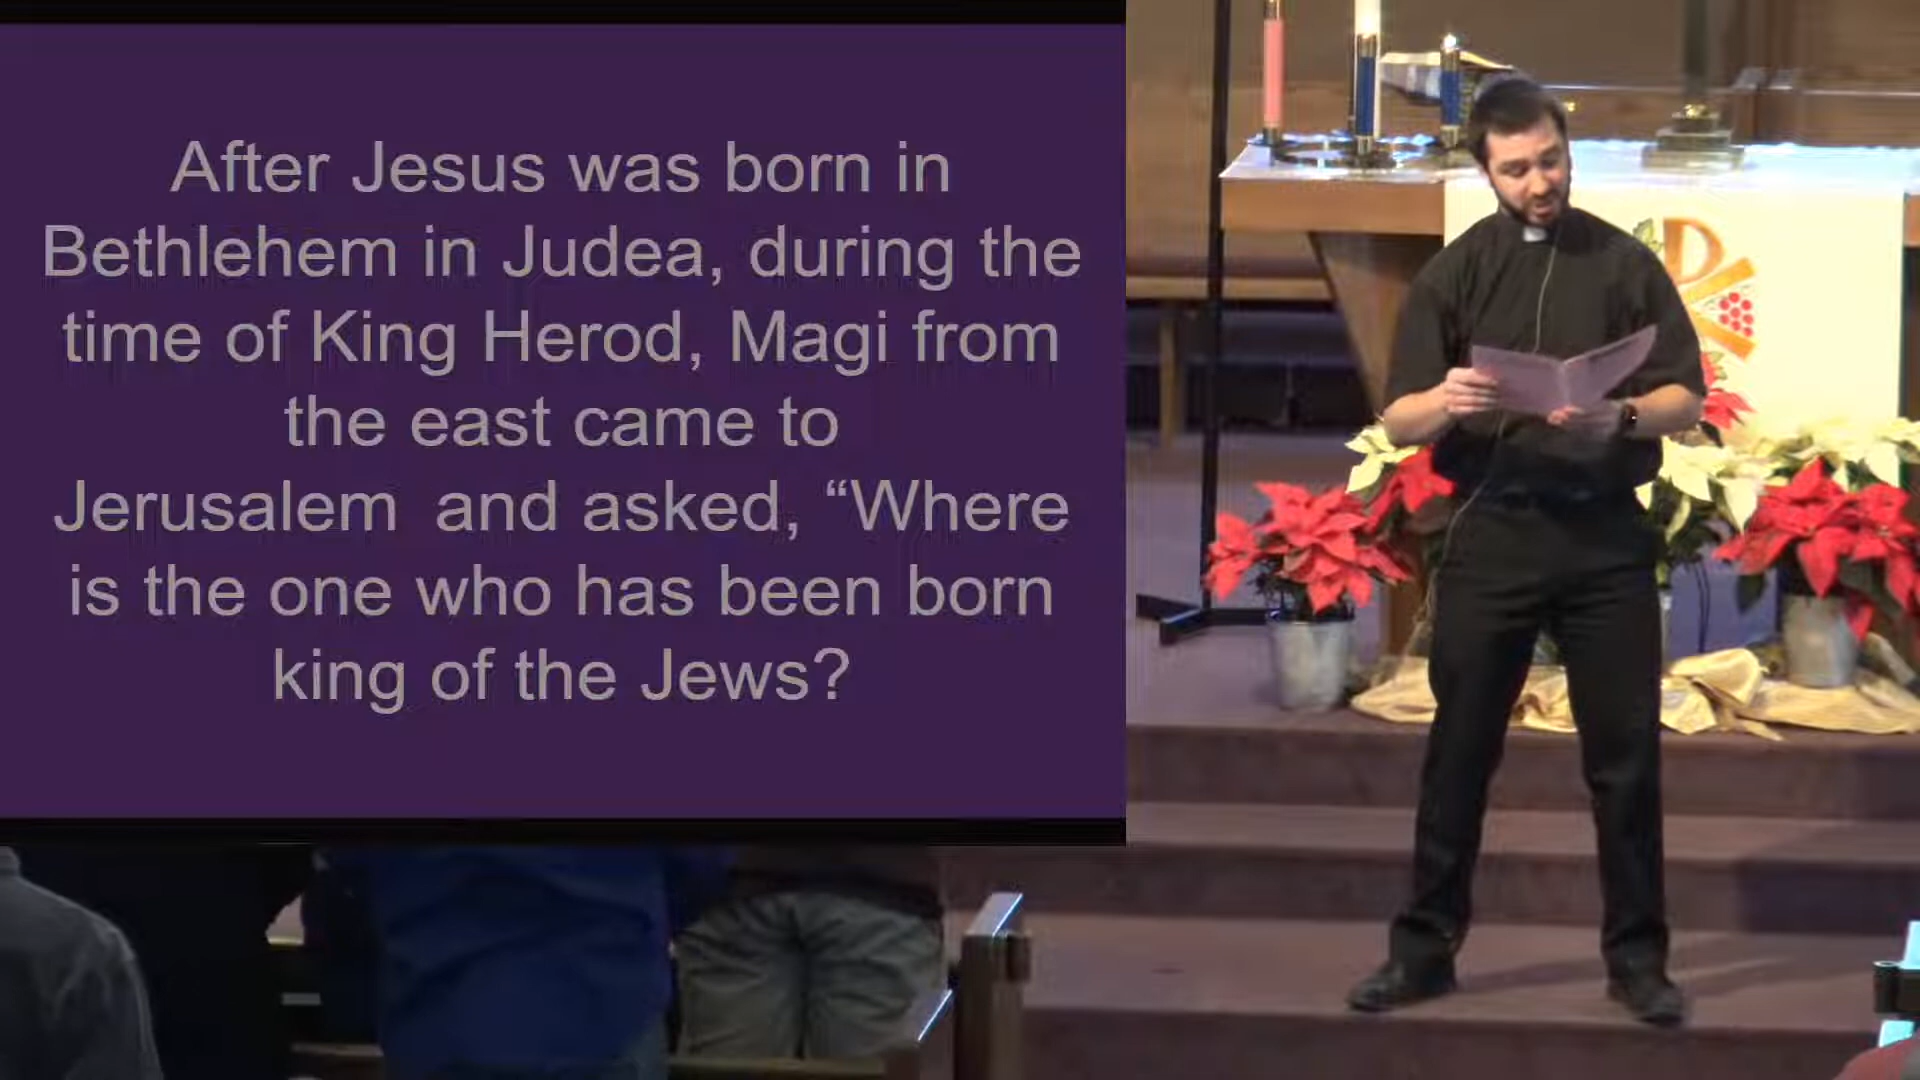 After Jesus was born in
Bethlehem in Judea, during the
time of King Herod, Magi from
the east came to
Jerusalem and asked, “Where
is the one who has been born
king of the Jews?